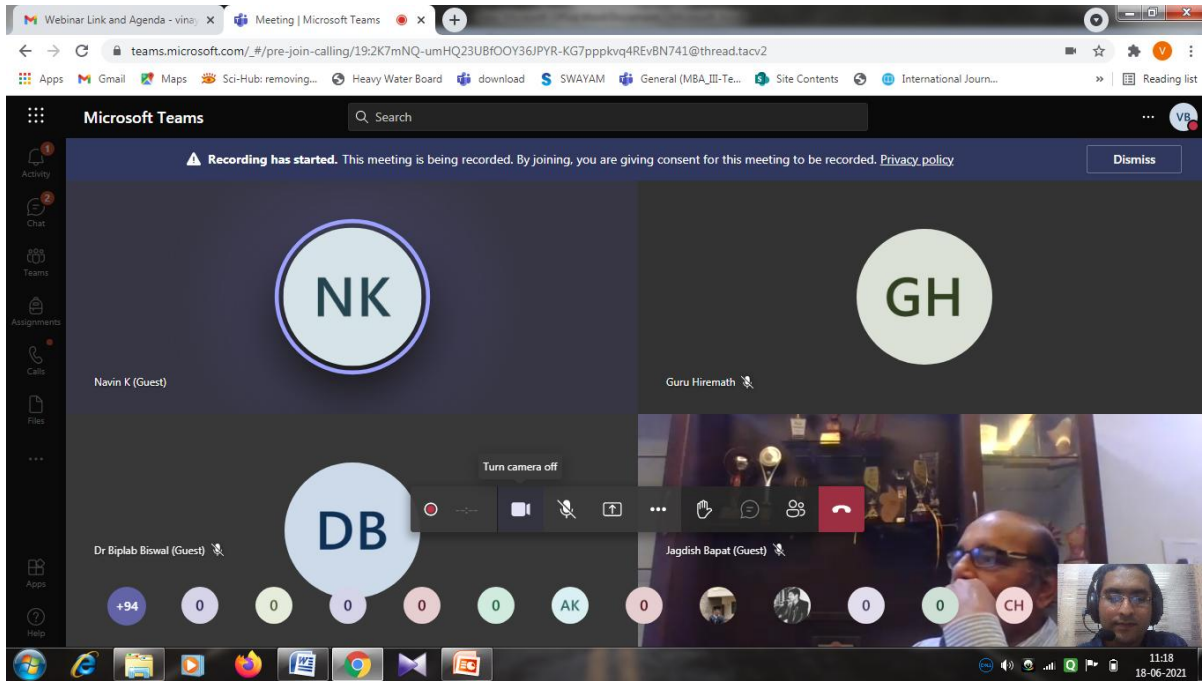 Webinar Link and Agenda - vinay
Meeting | Microsoft Teams
teams.microsoft.com/_#/pre-join-calling/19:2K7mNQ-umHQ23UBfOOY36JPYR-KG7pppkvq4REvBN741@thread.tacv2
V
Apps Gmail Maps Sci-Hub: removing... Heavy Water Board download SWAYAM General (MBA_III-Te... Site Contents International Journ... » Reading list
Microsoft Teams
Search
VB
Recording has started. This meeting is being recorded. By joining, you are giving consent for this meeting to be recorded. Privacy policy
Dismiss
1
Activity
2
Chat
Teams
Assignments
Calls
Files
Apps
Help
NK
Navin K (Guest)
GH
Guru Hiremath
Turn camera off
--:--
DB
Dr Biplab Biswal (Guest)
Jagdish Bapat (Guest)
+94 0 0 0 0 0 AK 0 0 0 CH
11:18
18-06-2021